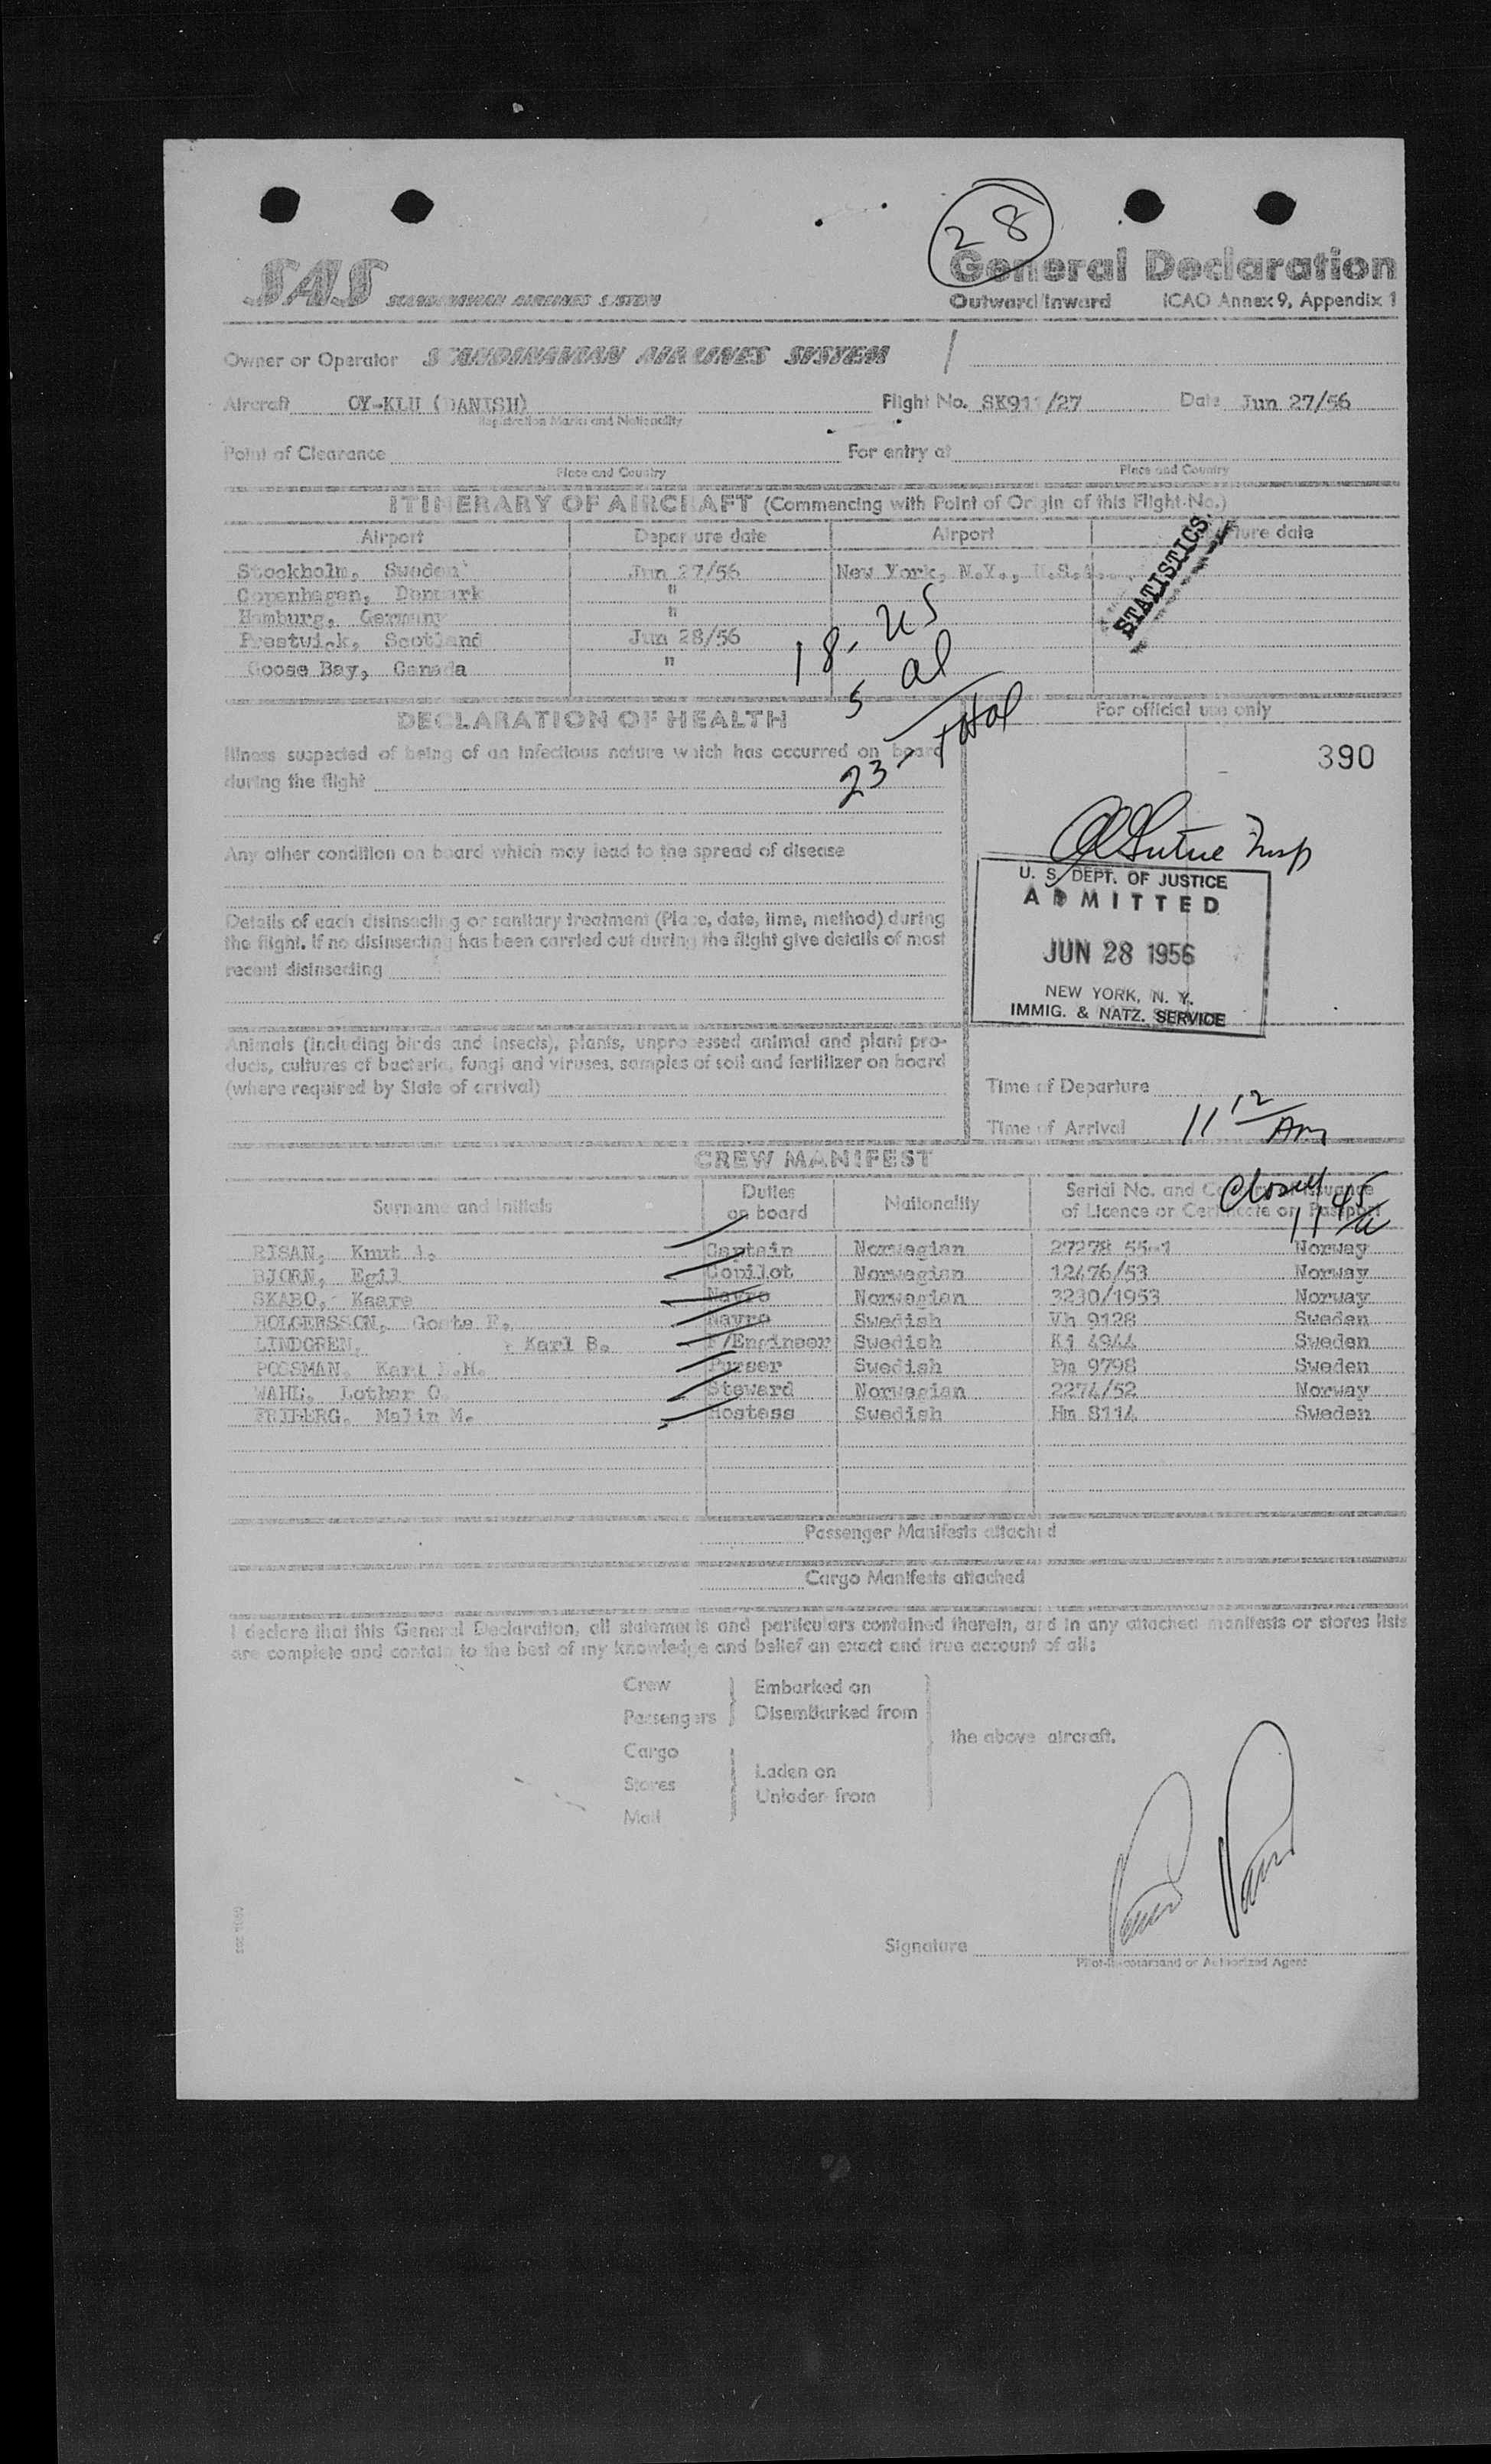 28
SAS SCANDINAVIAN AIRLINES SYSTEM
General Declaration
Outward/Inward ICAO Annex 9, Appendix 1
Owner or Operator SCANDINAVIAN AIRLINES SYSTEM
Aircraft OY-KLU (DANISH) Flight No. SK911/27 Date Jun 27/56
Registration Marks and Nationality
Point of Clearance For entry at
Place and Country Place and Country
ITINERARY OF AIRCRAFT (Commencing with Point of Origin of this Flight-No.)
Airport Departure date Airport Departure date
Stockholm, Sweden Jun 27/56 New York, N.Y., U.S.A.
Copenhagen, Denmark "
Hamburg, Germany "
Prestwick, Scotland Jun 28/56
Goose Bay, Canada "
STATISTICS.
18- US
5 al
23- total
DECLARATION OF HEALTH
Illness suspected of being of an infectious nature which has occurred on board
during the flight
Any other condition on board which may lead to the spread of disease
Details of each disinsecting or sanitary treatment (Place, date, time, method) during
the flight. If no disinsecting has been carried out during the flight give details of most
recent disinsecting
Animals (including birds and insects), plants, unprocessed animal and plant pro-
ducts, cultures of bacteria, fungi and viruses, samples of soil and fertilizer on board
(where required by State of arrival)
For official use only
390
Insp
U. S. DEPT. OF JUSTICE
ADMITTED
JUN 28 1956
NEW YORK, N. Y.
IMMIG. & NATZ. SERVICE
Time of Departure
Time of Arrival 11 12 AM
CREW MANIFEST
Surname and Initials Duties on board Nationality Serial No. and Country of Issuance of Licence or Certificate or Passport
Closed 11 45
RISAN, Knut A. Captain Norwegian 27278 55-1 Norway
BJORN, Egil Copilot Norwegian 12476/53 Norway
SKABO, Kaare Navro Norwegian 3230/1953 Norway
HOLGERSSON, Goesta F. Navro Swedish Vh 9128 Sweden
LINDGREN, Karl B. F/Engineer Swedish Kj 4944 Sweden
POOSMAN, Karl Purser Swedish 9798 Sweden
WAHL, Lothar O. Steward Norwegian 2274/52 Norway
FRIBERG, Malin M. Hostess Swedish Hm 8114 Sweden
Passenger Manifests attached
Cargo Manifests attached
I declare that this General Declaration, all statements and particulars contained therein, and in any attached manifests or stores lists
are complete and contain to the best of my knowledge and belief an exact and true account of all:
Crew Embarked on
Passengers Disembarked from
the above aircraft.
Cargo
Stores Laden on
Unladen from
Mail
Signature
Pilot-in-command or Authorized Agent